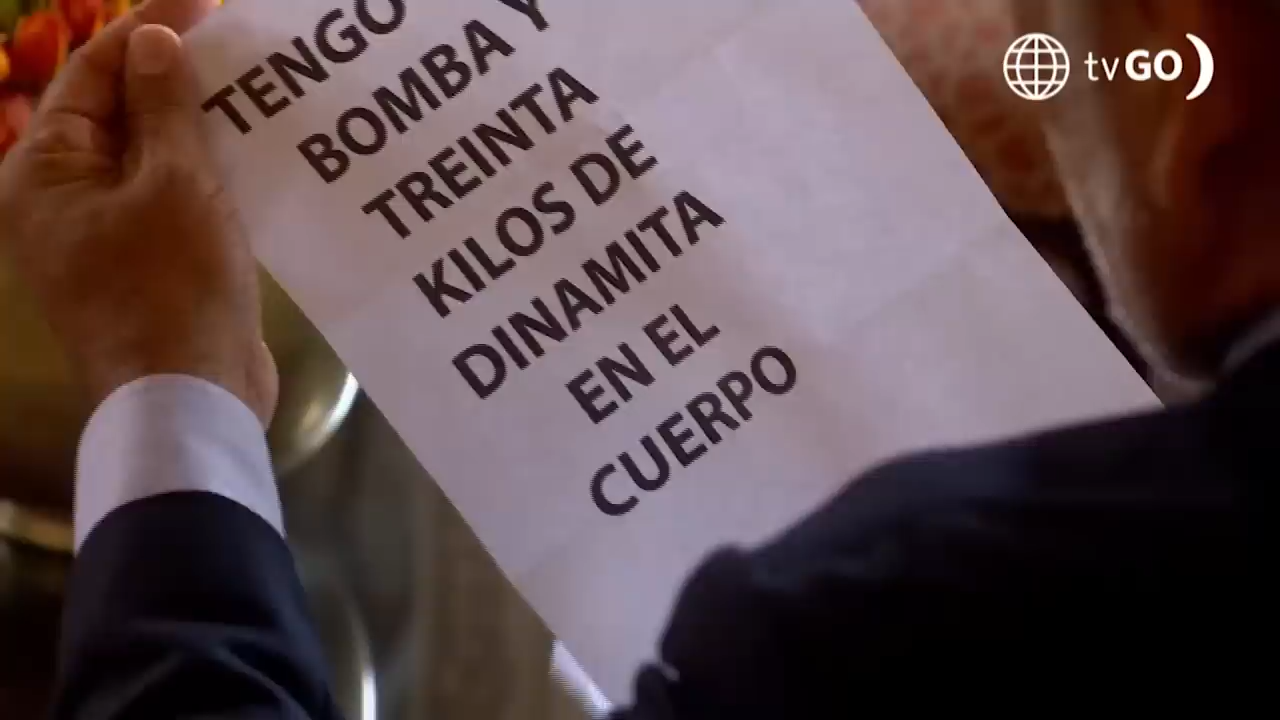 TENGO
BOMBA Y
TREINTA
KILOS DE
DINAMITA
EN EL
CUERPO
tvGO